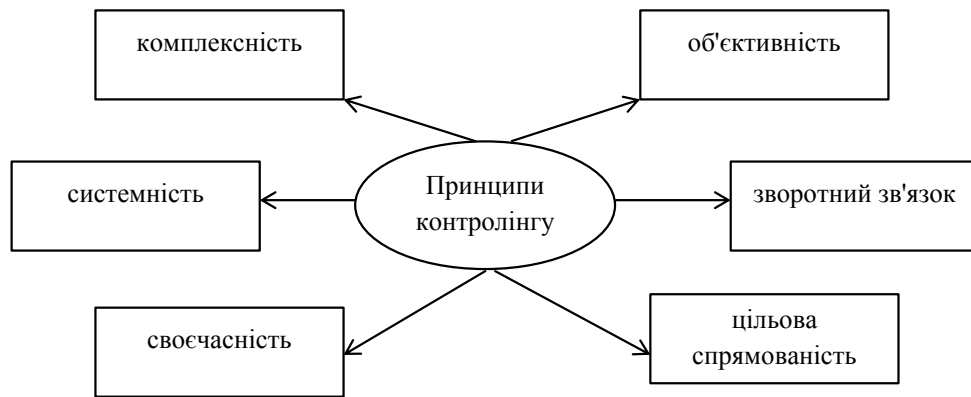 комплексність
об'єктивність
системність
Принципи
контролінгу
зворотний зв'язок
своєчасність
цільова
спрямованість